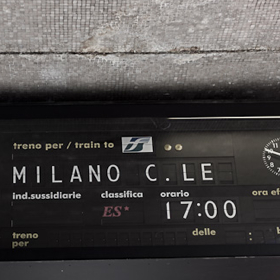 treno per / train to
MILANO C.LE
ind.sussidiarie classifica orario ora ef
ES* 17:00
treno delle
per